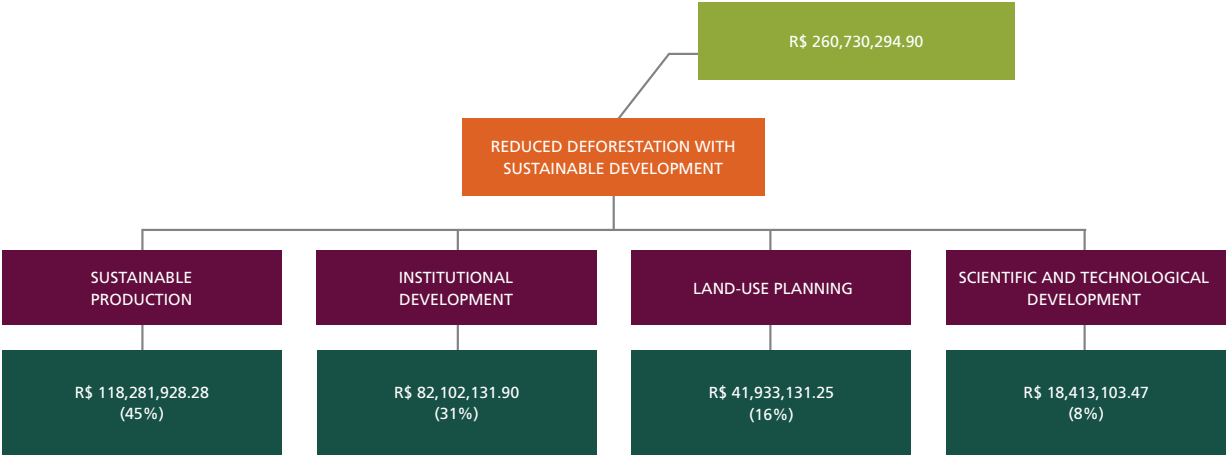 R$ 260,730,294.90
REDUCED DEFORESTATION WITH
SUSTAINABLE DEVELOPMENT
SUSTAINABLE
PRODUCTION
INSTITUTIONAL
DEVELOPMENT
LAND-USE PLANNING
SCIENTIFIC AND TECHNOLOGICAL
DEVELOPMENT
R$ 118,281,928.28
(45%)
R$ 82,102,131.90
(31%)
R$ 41,933,131.25
(16%)
R$ 18,413,103.47
(8%)